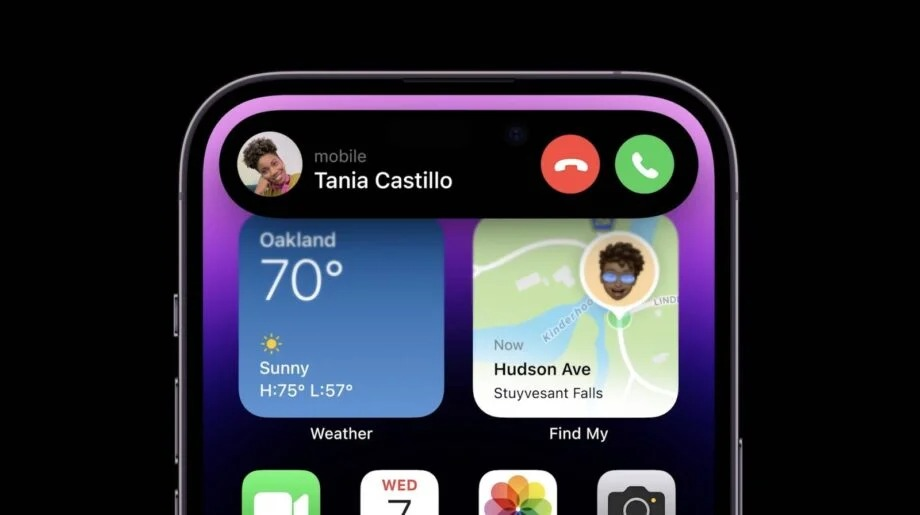 mobile
Tania Castillo
Oakland
70°
Sunny
H:75° L:57°
Weather
Now
Hudson Ave
Stuyvesant Falls
Find My
WED
7